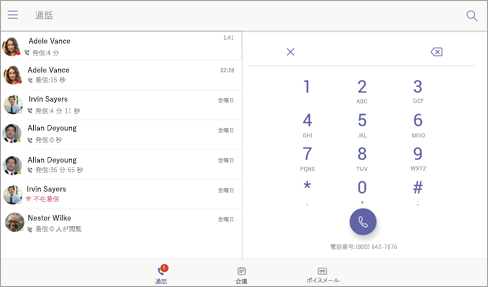 通話
Adele Vance 1:41
発信:4 分
Adele Vance 02:28
着信:15 秒
Irvin Sayers 金曜日
発信:4 分 11 秒
Allan Deyoung 金曜日
発信:0 秒
Allan Deyoung 金曜日
発信:35 分 55 秒
Irvin Sayers 金曜日
不在着信
Nestor Wilke 金曜日
着信:0 人が閲覧
1 2 3
ABC DEF
4 5 6
GHI JKL MNO
7 8 9
PQRS TUV WXYZ
* 0 #
, + ;
電話番号:(800) 642-7676
1
通話 会議 ボイスメール